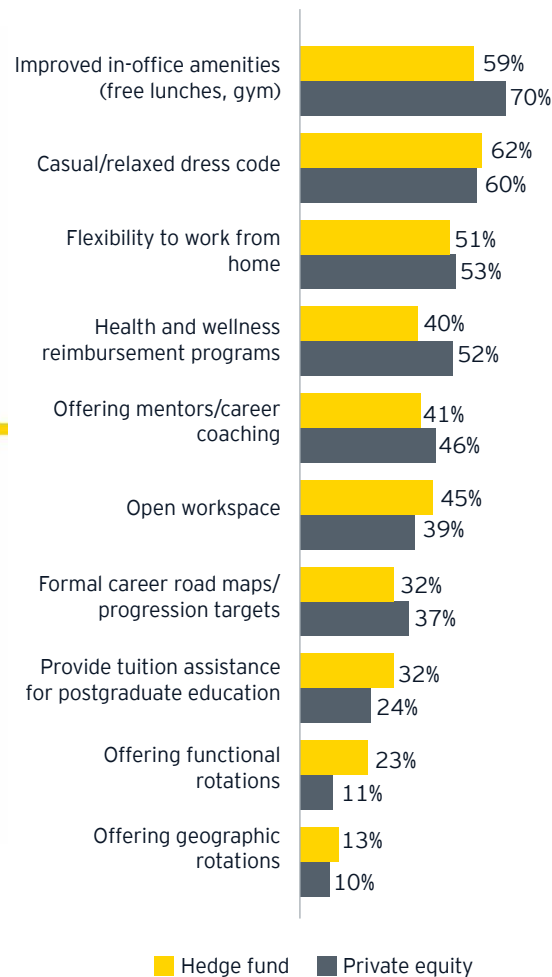 Improved in-office amenities
(free lunches, gym)
59%
70%
Casual/relaxed dress code
62%
60%
Flexibility to work from
home
51%
53%
Health and wellness
reimbursement programs
40%
52%
Offering mentors/career
coaching
41%
46%
Open workspace
45%
39%
Formal career road maps/
progression targets
32%
37%
Provide tuition assistance
for postgraduate education
32%
24%
Offering functional
rotations
23%
11%
Offering geographic
rotations
13%
10%
Hedge fund
Private equity